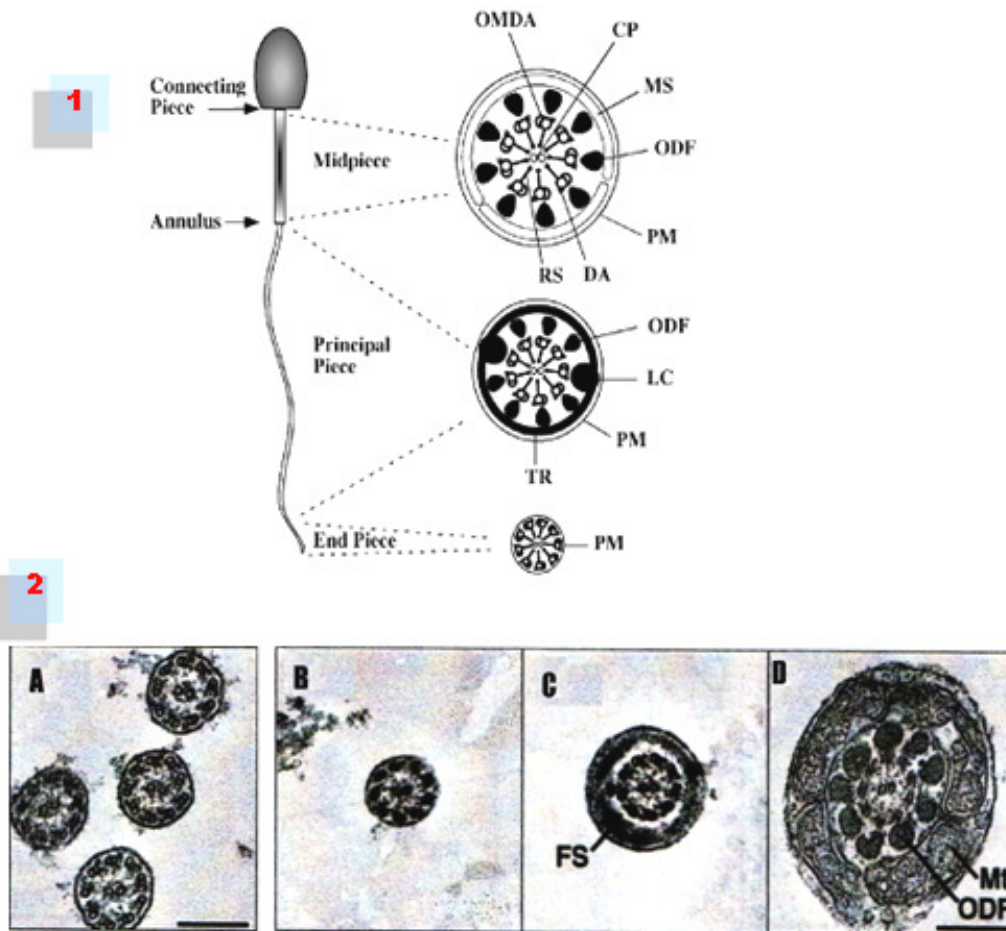 1
OMDA
CP
Connecting
Piece
MS
Midpiece
ODF
Annulus
PM
RS
DA
ODF
Principal
Piece
LC
PM
TR
End Piece
PM
2
A
B
C
D
FS
Mt
ODF